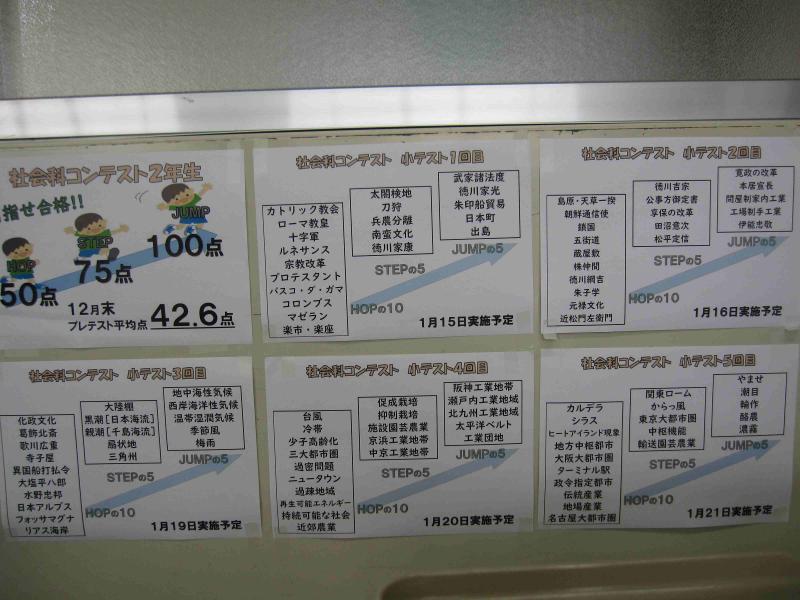 社会科コンテスト2年生
指せ合格!!
HOP
STEP
JUMP
50点
75点
100点
12月末
プレテスト平均点 42.6点
社会科コンテスト 小テスト1回目
カトリック教会
ローマ教皇
十字軍
ルネサンス
宗教改革
プロテスタント
バスコ・ダ・ガマ
コロンブス
マゼラン
楽市・楽座
HOPの10
太閤検地
刀狩
兵農分離
南蛮文化
徳川家康
STEPの5
武家諸法度
徳川家光
朱印船貿易
日本町
出島
JUMPの5
1月15日実施予定
社会科コンテスト 小テスト2回目
島原・天草一揆
朝鮮通信使
鎖国
五街道
蔵屋敷
株仲間
徳川綱吉
朱子学
元禄文化
近松門左衛門
HOPの10
徳川吉宗
公事方御定書
享保の改革
田沼意次
松平定信
STEPの5
寛政の改革
本居宣長
問屋制家内工業
工場制手工業
伊能忠敬
JUMPの5
1月16日実施予定
社会科コンテスト 小テスト3回目
化政文化
葛飾北斎
歌川広重
寺子屋
異国船打払令
大塩平八郎
水野忠邦
日本アルプス
フォッサマグナ
リアス海岸
HOPの10
大陸棚
黒潮[日本海流]
親潮[千島海流]
扇状地
三角州
STEPの5
地中海性気候
西岸海洋性気候
温帯湿潤気候
季節風
梅雨
JUMPの5
1月19日実施予定
社会科コンテスト 小テスト4回目
台風
冷帯
少子高齢化
三大都市圏
過密問題
ニュータウン
過疎地域
再生可能エネルギー
持続可能な社会
近郊農業
HOPの10
促成栽培
抑制栽培
施設園芸農業
京浜工業地帯
中京工業地帯
STEPの5
阪神工業地帯
瀬戸内工業地域
北九州工業地域
太平洋ベルト
工業団地
JUMPの5
1月20日実施予定
社会科コンテスト 小テスト5回目
カルデラ
シラス
ヒートアイランド現象
地方中枢都市
大阪大都市圏
ターミナル駅
政令指定都市
伝統産業
地場産業
名古屋大都市圏
HOPの10
関東ローム
からっ風
東京大都市圏
中枢機能
輸送園芸農業
STEPの5
やませ
潮目
輪作
酪農
濃霧
JUMPの5
1月21日実施予定